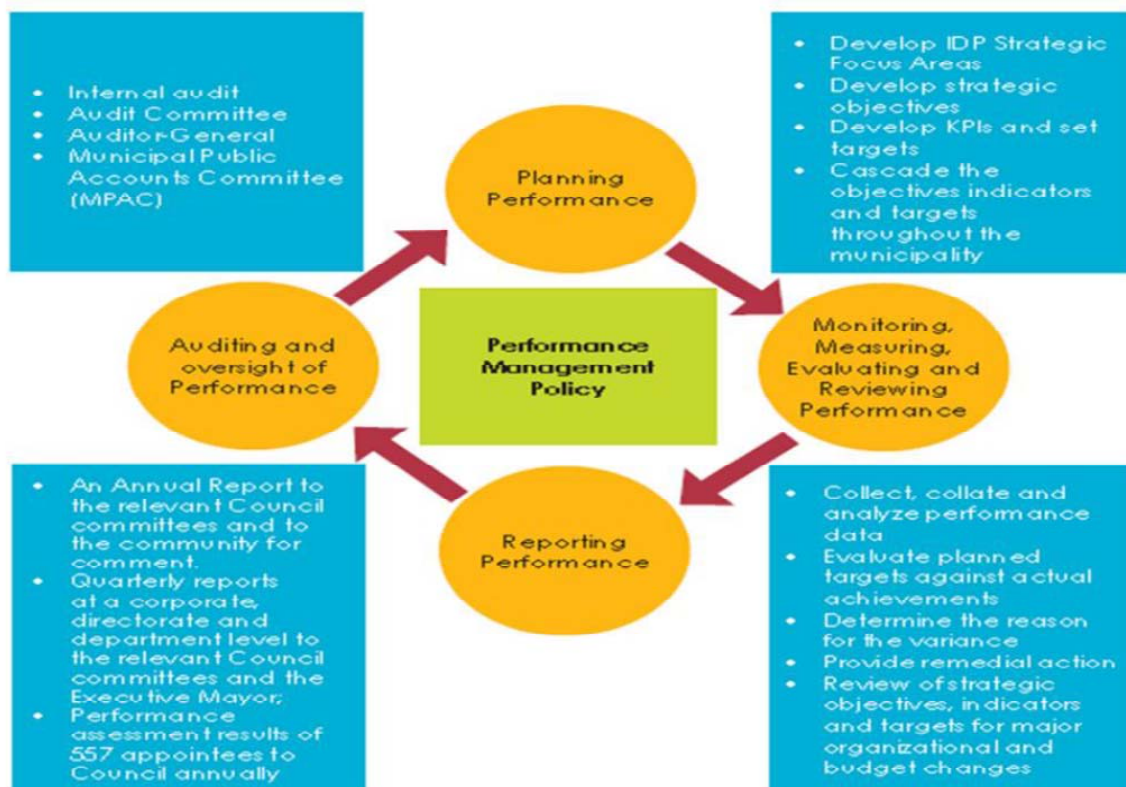 • Internal audit
• Audit Committee
• Auditor-General
• Municipal Public
Accounts Committee
(MPAC)
Planning
Performance
• Develop IDP Strategic
Focus Areas
• Develop strategic
objectives
• Develop KPIs and set
targets
• Cascade the
objectives indicators
and targets
throughout the
municipality
Auditing and
oversight of
Performance
Performance
Management
Policy
Monitoring,
Measuring,
Evaluating and
Reviewing
Performance
• An Annual Report to
the relevant Council
committees and to
the community for
comment.
• Quarterly reports
at a corporate,
directorate and
department level to
the relevant Council
committees and the
Executive Mayor;
• Performance
assessment results of
S57 appointees to
Council annually
Reporting
Performance
• Collect, collate and
analyze performance
data
• Evaluate planned
targets against actual
achievements
• Determine the reason
for the variance
• Provide remedial action
• Review of strategic
objectives, indicators
and targets for major
organizational and
budget changes